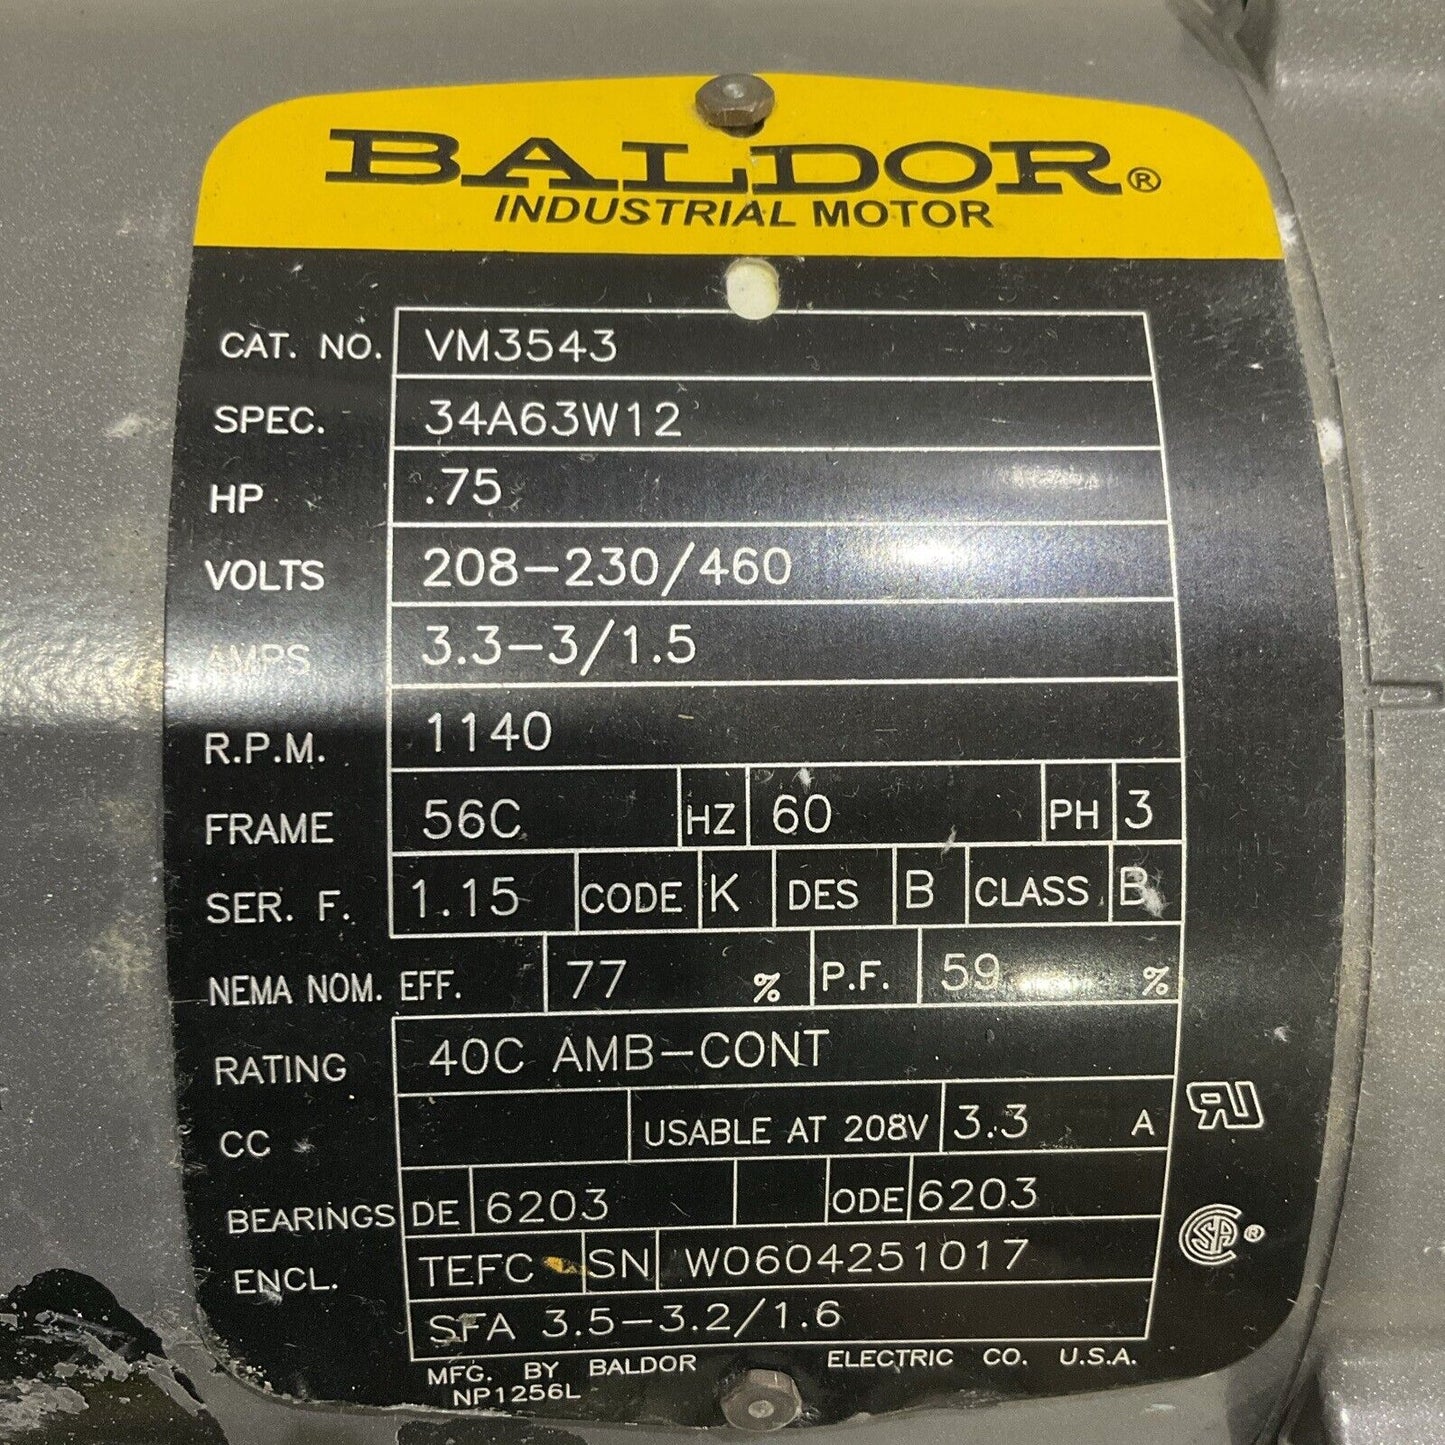 BALDOR®
INDUSTRIAL MOTOR
CAT. NO. VM3543
SPEC. 34A63W12
HP .75
VOLTS 208-230/460
AMPS 3.3-3/1.5
R.P.M. 1140
FRAME 56C HZ 60 PH 3
SER. F. 1.15 CODE K DES B CLASS B
NEMA NOM. EFF. 77 % P.F. 59 %
RATING 40C AMB-CONT
CC USABLE AT 208V 3.3 A
BEARINGS DE 6203 ODE 6203
ENCL. TEFC SN W0604251017
SFA 3.5-3.2/1.6
MFG. BY BALDOR ELECTRIC CO. U.S.A.
NP1256L
RU
SA ®